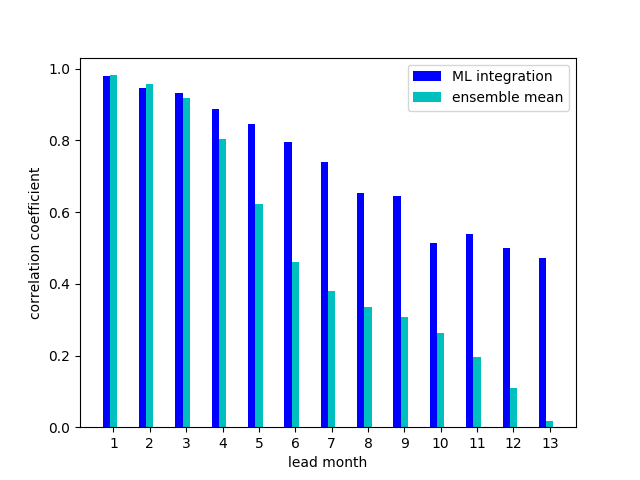 ML integration
ensemble mean
correlation coefficient
1.0
0.8
0.6
0.4
0.2
0.0
1 2 3 4 5 6 7 8 9 10 11 12 13
lead month